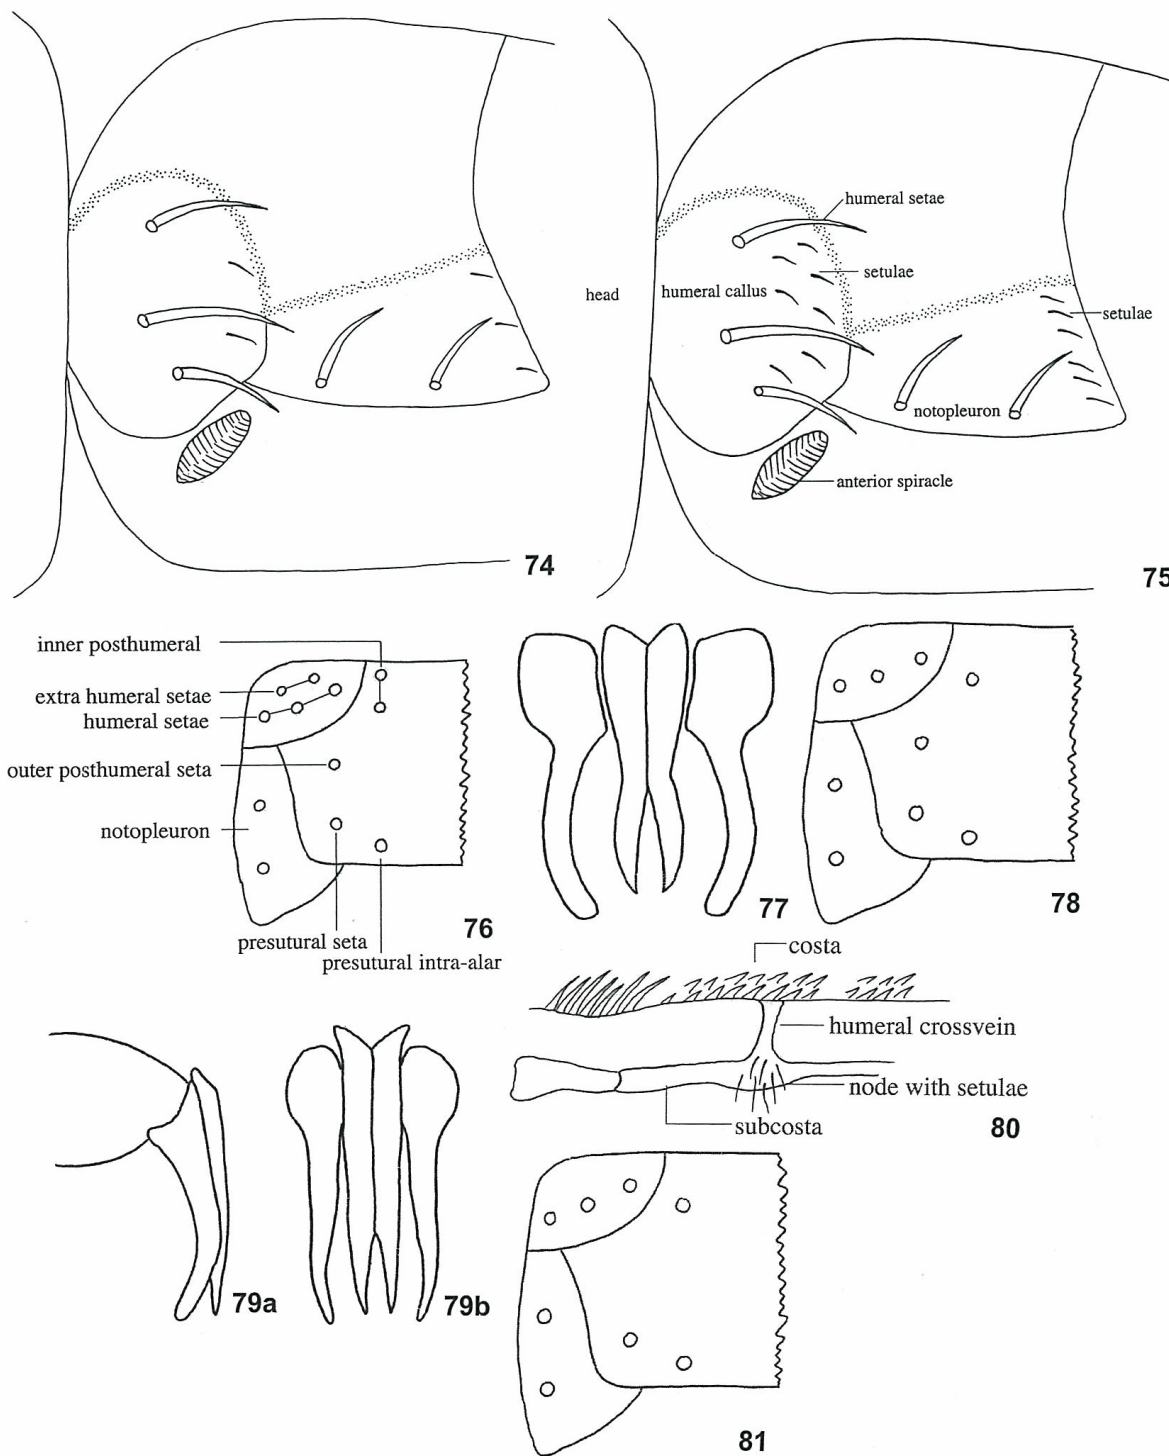 humeral setae
setulae
head
humeral callus
setulae
notopleuron
anterior spiracle
74
75
inner posthumeral
extra humeral setae
humeral setae
outer posthumeral seta
notopleuron
presutural seta
presutural intra-alar
76
77
78
costa
humeral crossvein
node with setulae
subcosta
80
79a
79b
81